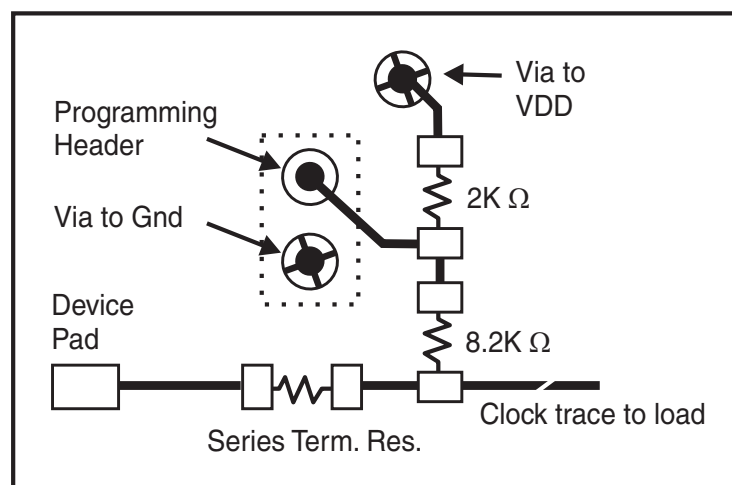 Via to
VDD
Programming
Header
2K Ω
Via to Gnd
Device
Pad
8.2K Ω
Clock trace to load
Series Term. Res.